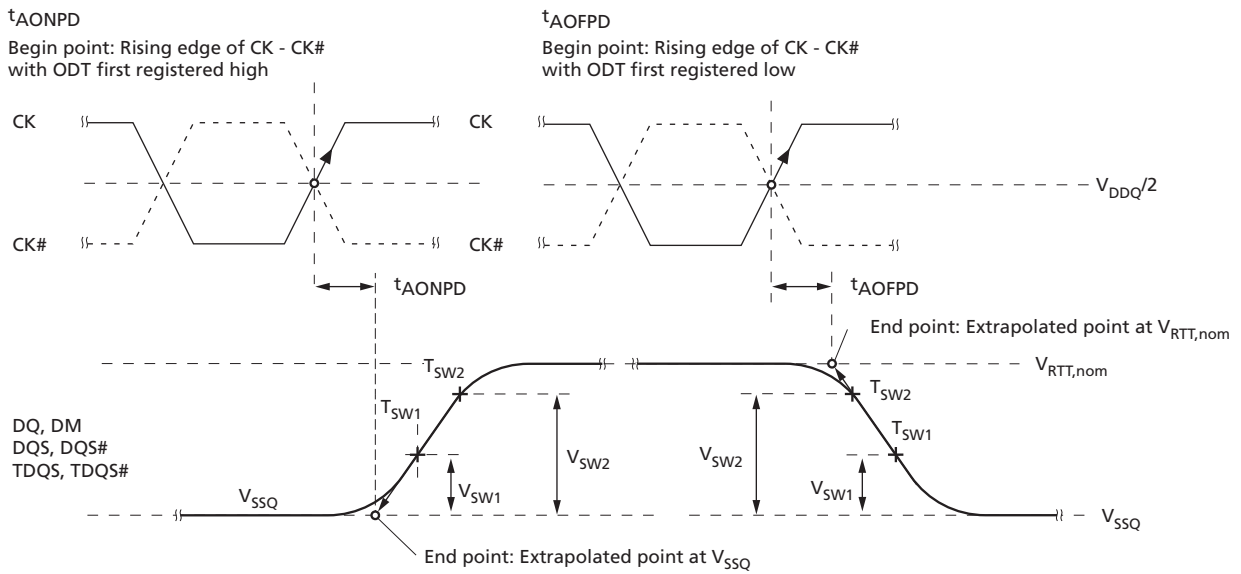 tAONPD
Begin point: Rising edge of CK - CK#
with ODT first registered high
tAOFPD
Begin point: Rising edge of CK - CK#
with ODT first registered low
CK
CK
VDDQ/2
CK#
CK#
tAONPD
tAOFPD
End point: Extrapolated point at VRTT,nom
VRTT,nom
TSW2
TSW2
TSW1
TSW1
DQ, DM
DQS, DQS#
TDQS, TDQS#
VSW2
VSW2
VSW1
VSW1
VSSQ
VSSQ
End point: Extrapolated point at VSSQ